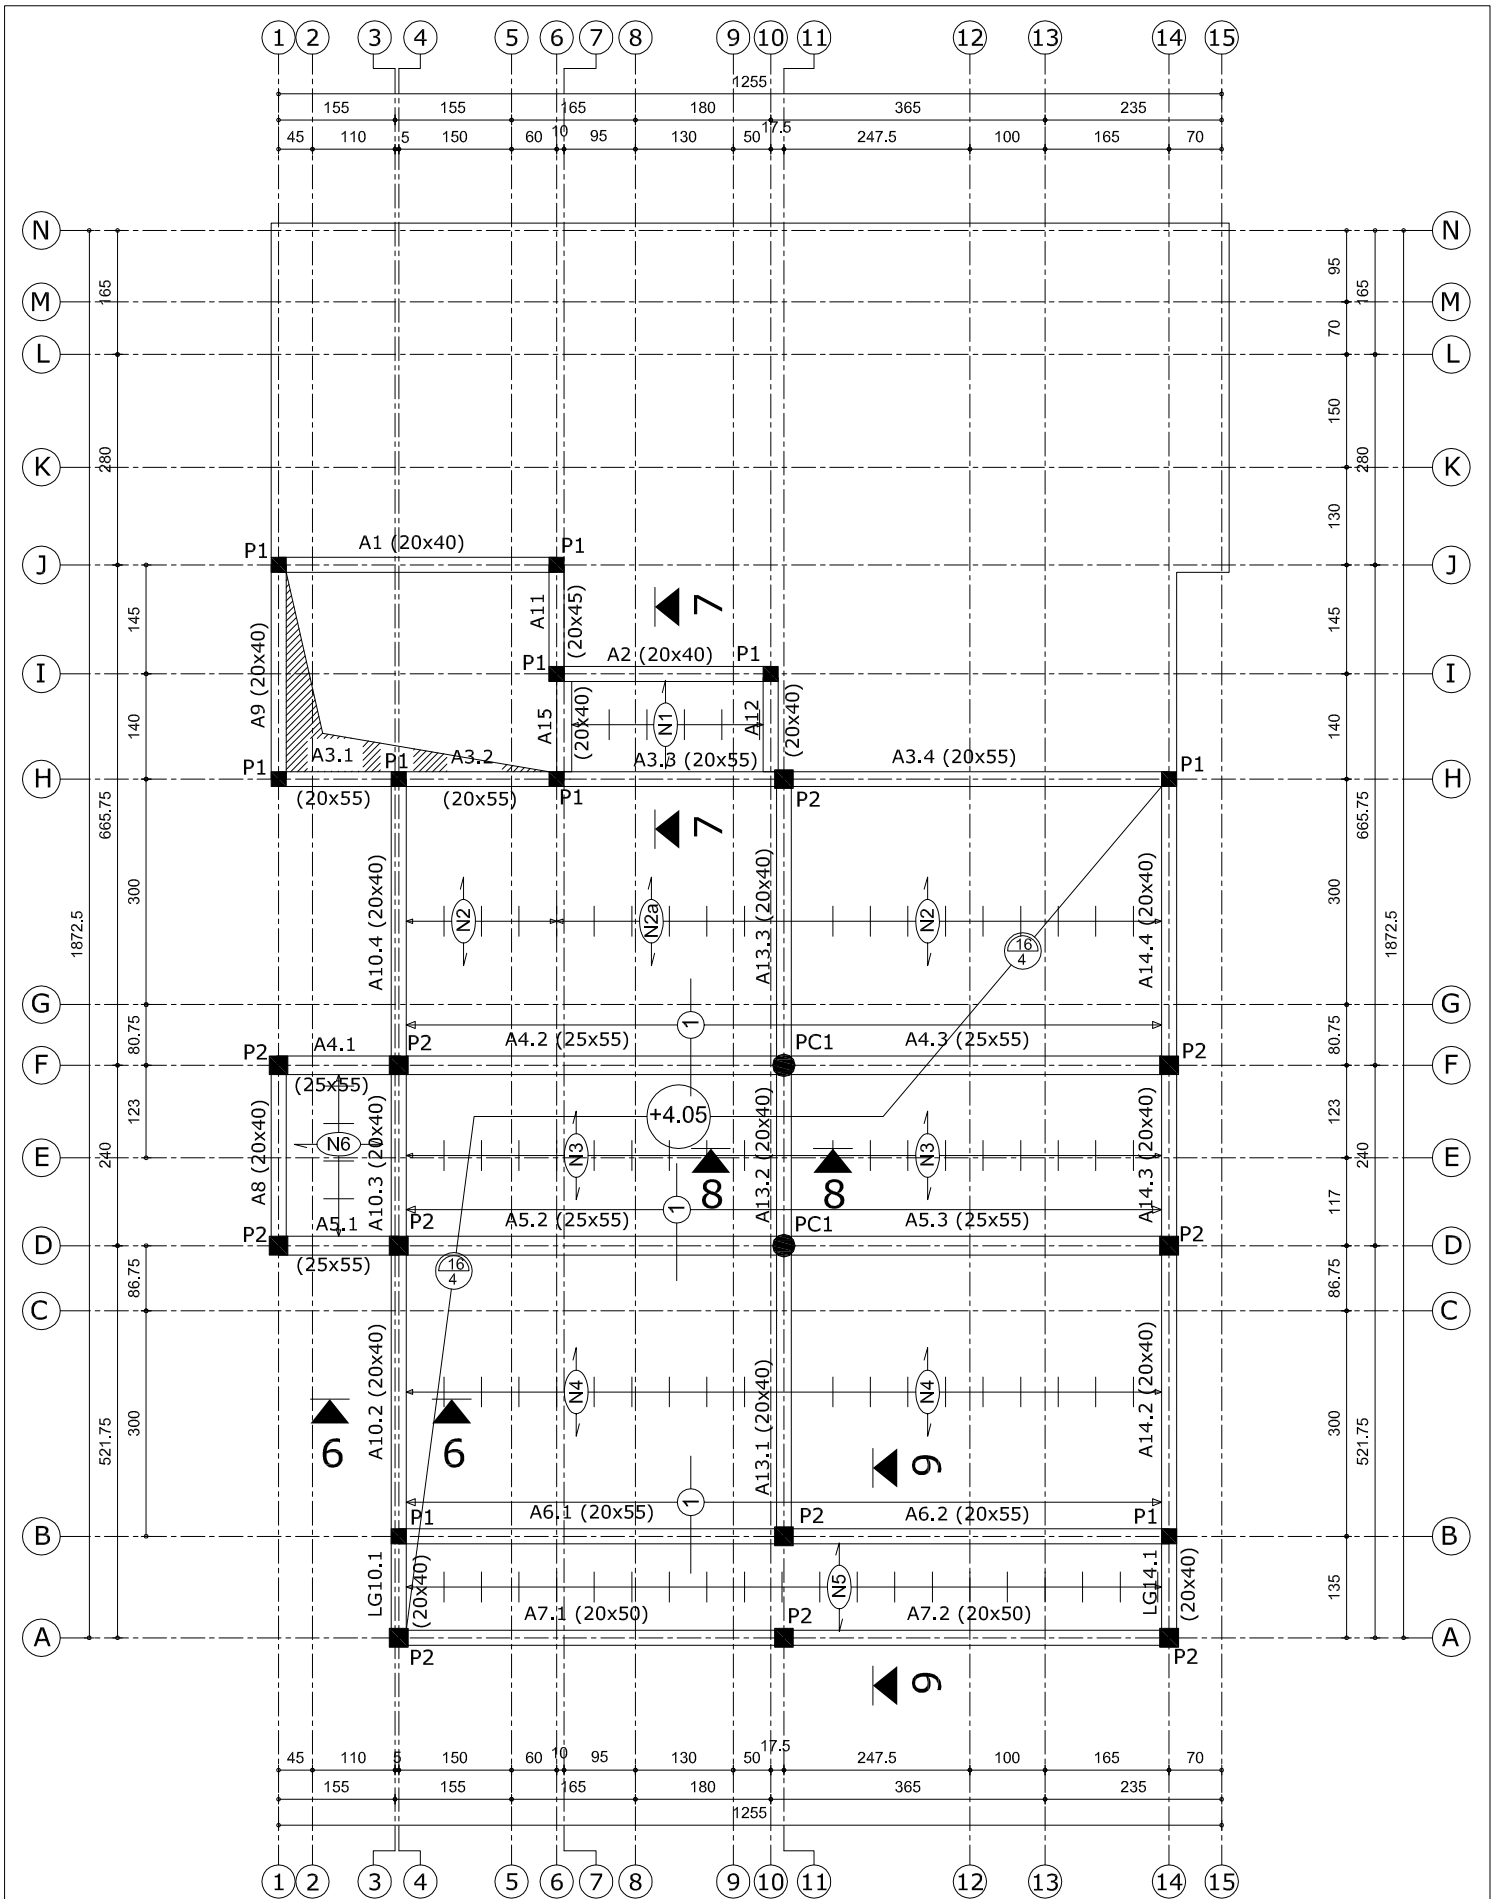 1 2 3 4 5 6 7 8 9 10 11 12 13 14 15
1255
155 155 165 180 365 235
45 110 5 150 60 10 95 130 50 17.5 247.5 100 165 70
N N
95
165 165
M M
70
L L
150
280 280
K K
130
A1 (20x40)
P1 P1
J J
145 A9 (20x40) A11 (20x45) 7 145
A2 (20x40)
P1 P1
I I
140 A15 (20x40) N1 A12 (20x40) 140
A3.1 P1 A3.2 A3.3 (20x55) A3.4 (20x55)
P1 P1
H H
(20x55) (20x55) P1 P2
665.75 7 665.75
300 A10.4 (20x40) N2 N2a A13.3 (20x40) N2 A14.4 (20x40) 300
1872.5 1872.5
16
4
G G
80.75 1 80.75
A4.1 A4.2 (25x55) A4.3 (25x55)
P2 P2 PC1 P2
F F
(25x55)
123 +4.05 123
A8 (20x40) N6 A10.3 (20x40) N3 A13.2 (20x40) N3 A14.3 (20x40)
E E
240 8 8 240
117
1
A5.1 A5.2 (25x55) A5.3 (25x55)
P2 P2 PC1 P2
D D
(25x55)
16
4
86.75 86.75
C C
A10.2 (20x40) N4 A13.1 (20x40) N4 A14.2 (20x40)
300 300
521.75 6 6 9 521.75
1
A6.1 (20x55) A6.2 (20x55)
P1 P2 P1
B B
LG10.1 (20x40) N5 LG14.1 (20x40) 135
A7.1 (20x50) A7.2 (20x50)
P2
A A
P2 P2
9
45 110 5 150 60 10 95 130 50 17.5 247.5 100 165 70
155 155 165 180 365 235
1255
1 2 3 4 5 6 7 8 9 10 11 12 13 14 15